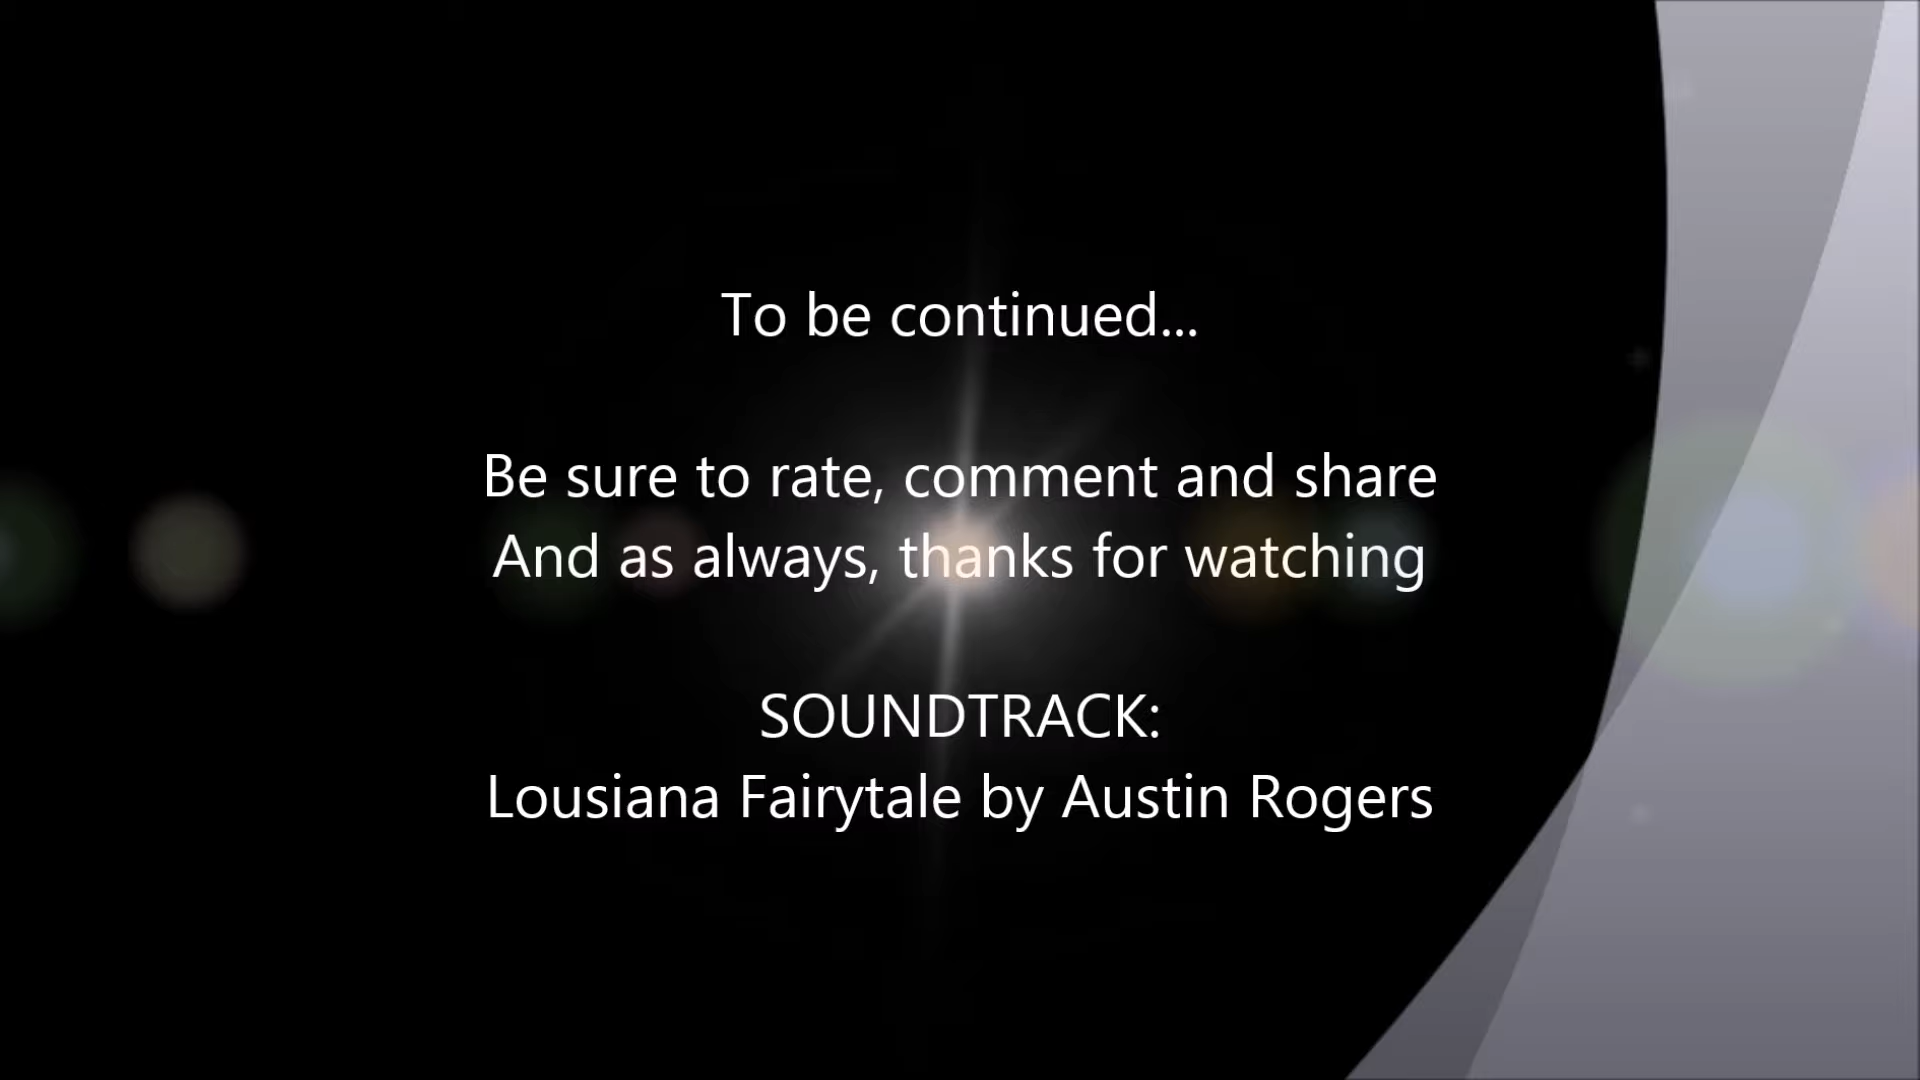 To be continued...
Be sure to rate, comment and share
And as always, thanks for watching
SOUNDTRACK:
Lousiana Fairytale by Austin Rogers